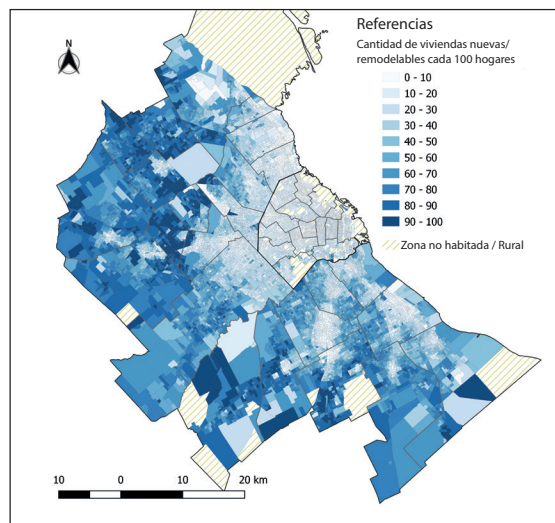 Referencias
Cantidad de viviendas nuevas/
remodelables cada 100 hogares
0 - 10
10 - 20
20 - 30
30 - 40
40 - 50
50 - 60
60 - 70
70 - 80
80 - 90
90 - 100
Zona no habitada / Rural
N
10 0 10 20 km